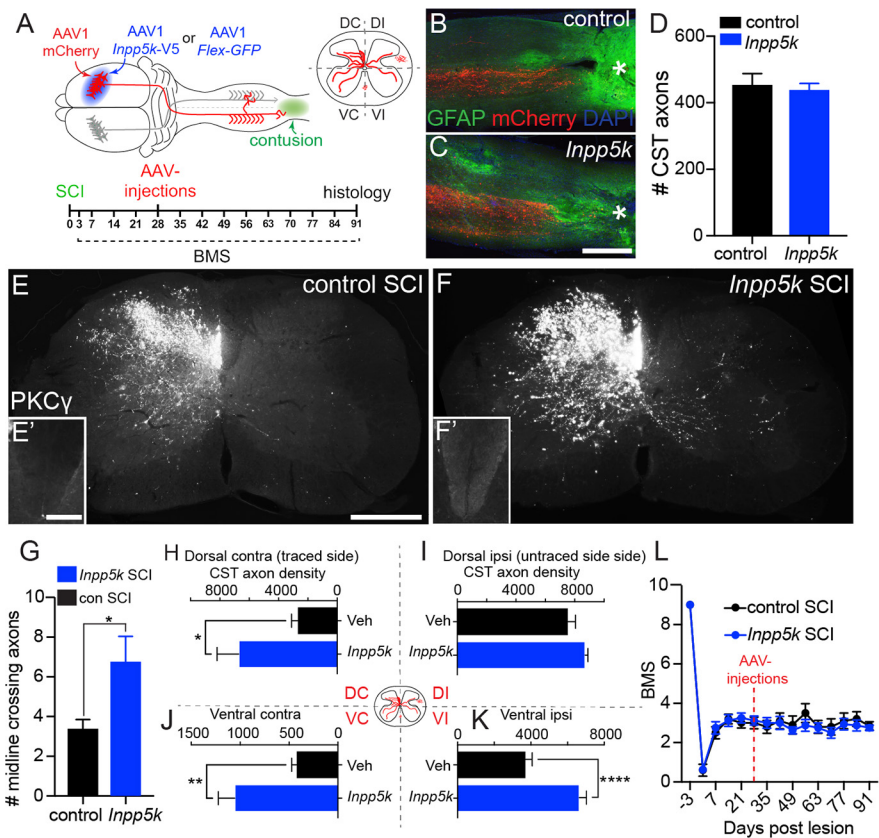 A
AAV1
mCherry
AAV1
Inpp5k-V5
or
AAV1
Flex-GFP
DC
DI
VC
VI
contusion
SCI
AAV-
injections
histology
0 3 7 14 21 28 35 42 49 56 63 70 77 84 91
BMS
B
control
*
GFAP mCherry DAPI
C
Inpp5k
*
D
control
Inpp5k
600
400
200
0
# CST axons
control
Inpp5k
E
control SCI
PKCγ
E'
F
Inpp5k SCI
F'
G
Inpp5k SCI
con SCI
10
8
6
4
2
0
*
# midline crossing axons
control
Inpp5k
H
Dorsal contra (traced side)
CST axon density
8000 4000 0
*
Veh
Inpp5k
I
Dorsal ipsi (untraced side side)
CST axon density
0 4000 8000
Veh
Inpp5k
DC
DI
VC
VI
J
Ventral contra
1500 1000 500 0
**
Veh
Inpp5k
K
Ventral ipsi
0 4000 8000
Veh
Inpp5k
****
L
10
8
6
4
2
0
BMS
control SCI
Inpp5k SCI
AAV-
injections
-3 7 21 35 49 63 77 91
Days post lesion